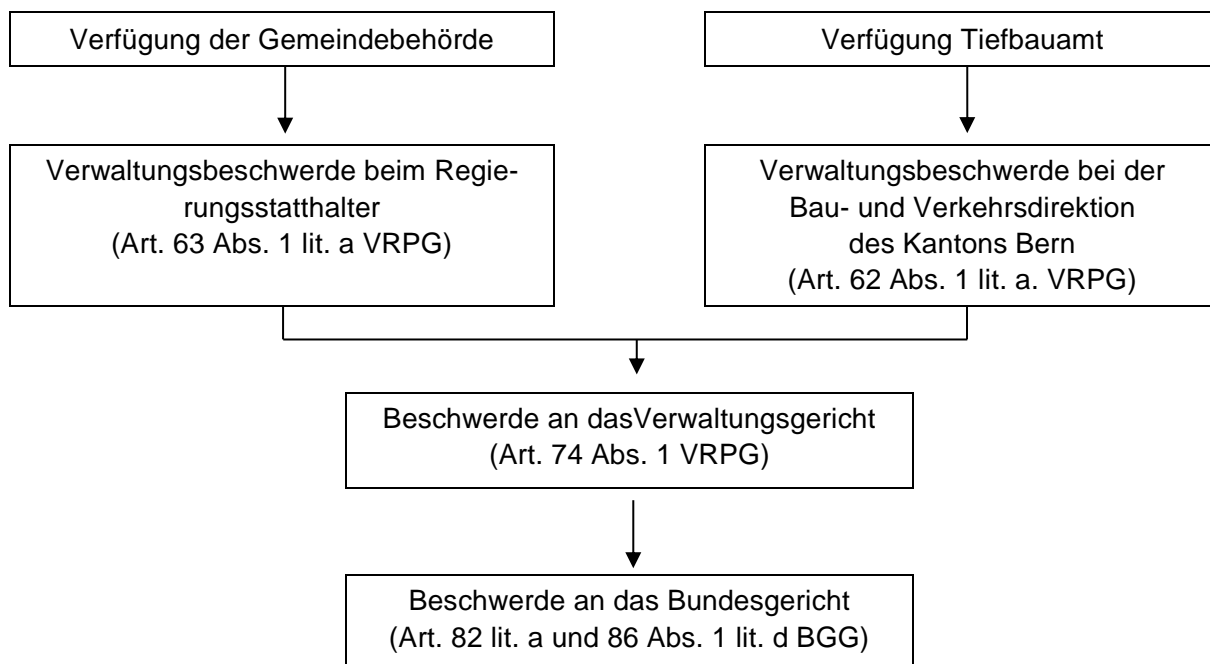 Verfügung der Gemeindebehörde
Verfügung Tiefbauamt
Verwaltungsbeschwerde beim Regie-
rungsstatthalter
(Art. 63 Abs. 1 lit. a VRPG)
Verwaltungsbeschwerde bei der
Bau- und Verkehrsdirektion
des Kantons Bern
(Art. 62 Abs. 1 lit. a. VRPG)
Beschwerde an dasVerwaltungsgericht
(Art. 74 Abs. 1 VRPG)
Beschwerde an das Bundesgericht
(Art. 82 lit. a und 86 Abs. 1 lit. d BGG)